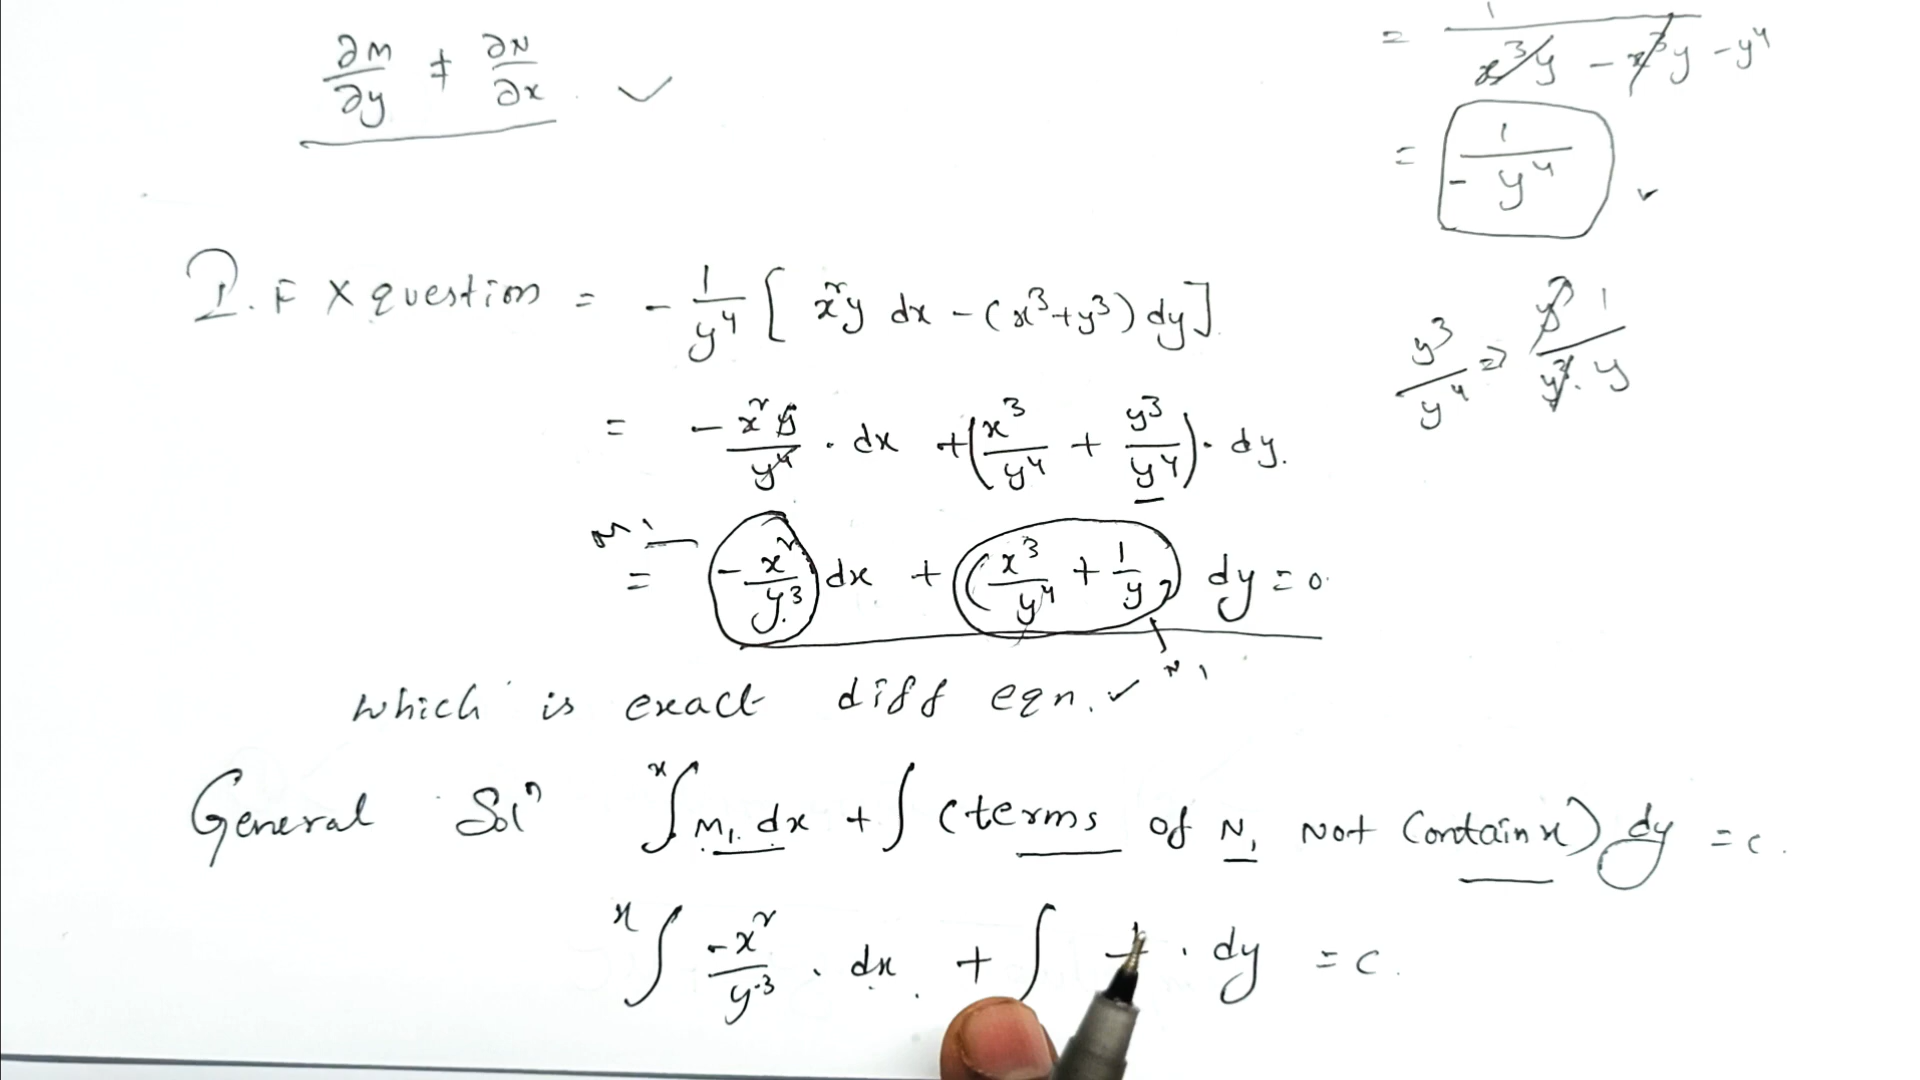 ∂M/∂y ≠ ∂N/∂x ✓
= 1/(x³y - x³y - y⁴)
= 1/(-y⁴) ✓
I.F X question = -1/y⁴ [x²y dx - (x³+y³) dy]
y³/y⁴ => y³ 1/(y³. y)
= -x²y/y⁴ . dx + (x³/y⁴ + y³/y⁴) . dy.
M₁
= -x²/y³ dx + (x³/y⁴ + 1/y) dy = 0.
N₁
which is exact diff eqn. ✓
General Solⁿ x∫M₁. dx + ∫(terms of N₁ Not Contain x) dy = c.
x∫ -x²/y³ . dx + ∫ . dy = c.